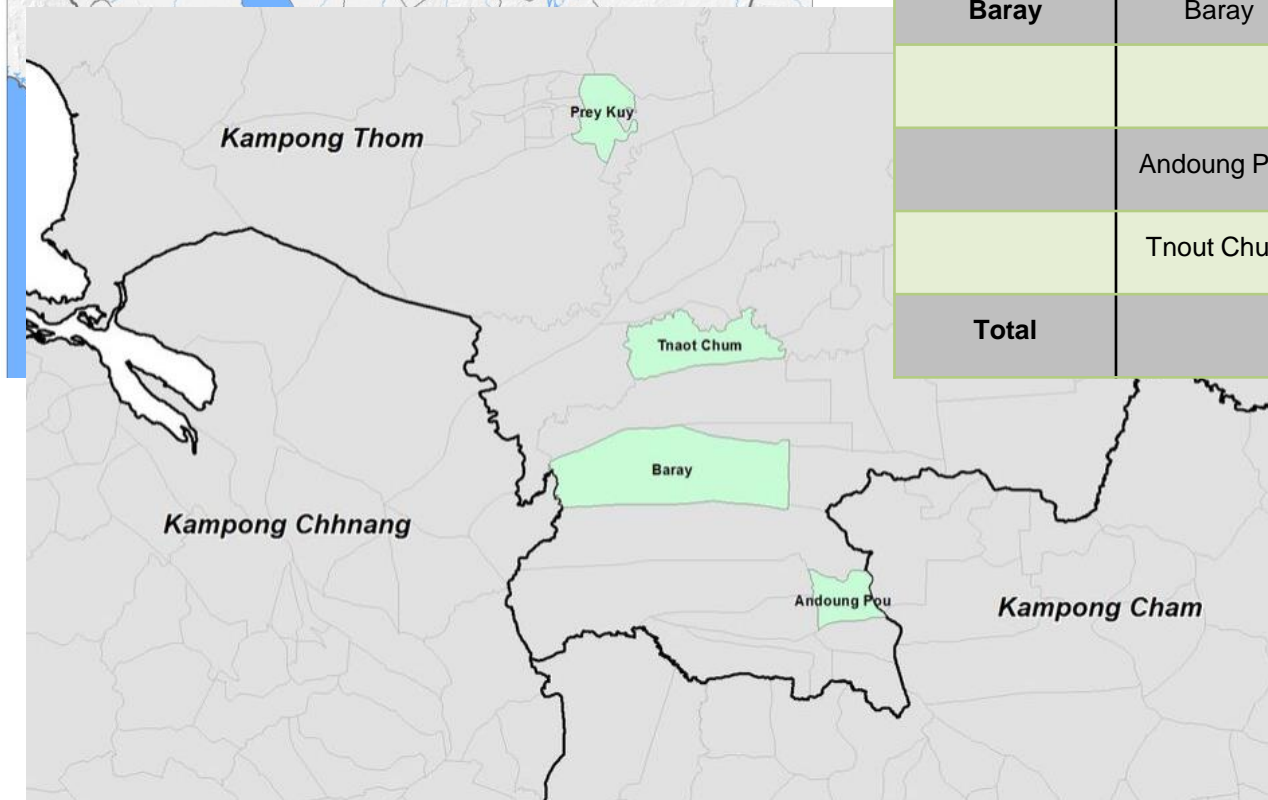 Baray Baray
Prey Kuy
Kampong Thom
Andoung P
Tnout Chu
Total
Tnaot Chum
Baray
Kampong Chhnang
Andoung Pou
Kampong Cham